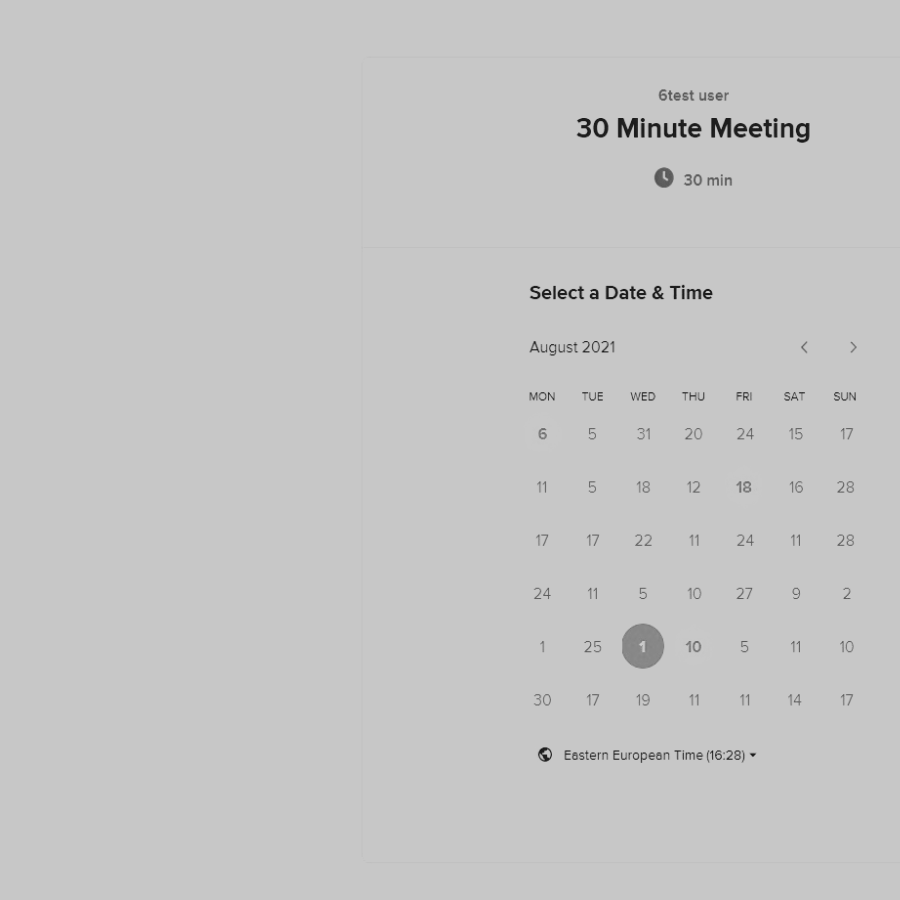 6test user
30 Minute Meeting
30 min
Select a Date & Time
August 2021
MON TUE WED THU FRI SAT SUN
6 5 31 20 24 15 17
11 5 18 12 18 16 28
17 17 22 11 24 11 28
24 11 5 10 27 9 2
1 25 1 10 5 11 10
30 17 19 11 11 14 17
Eastern European Time (16:28)